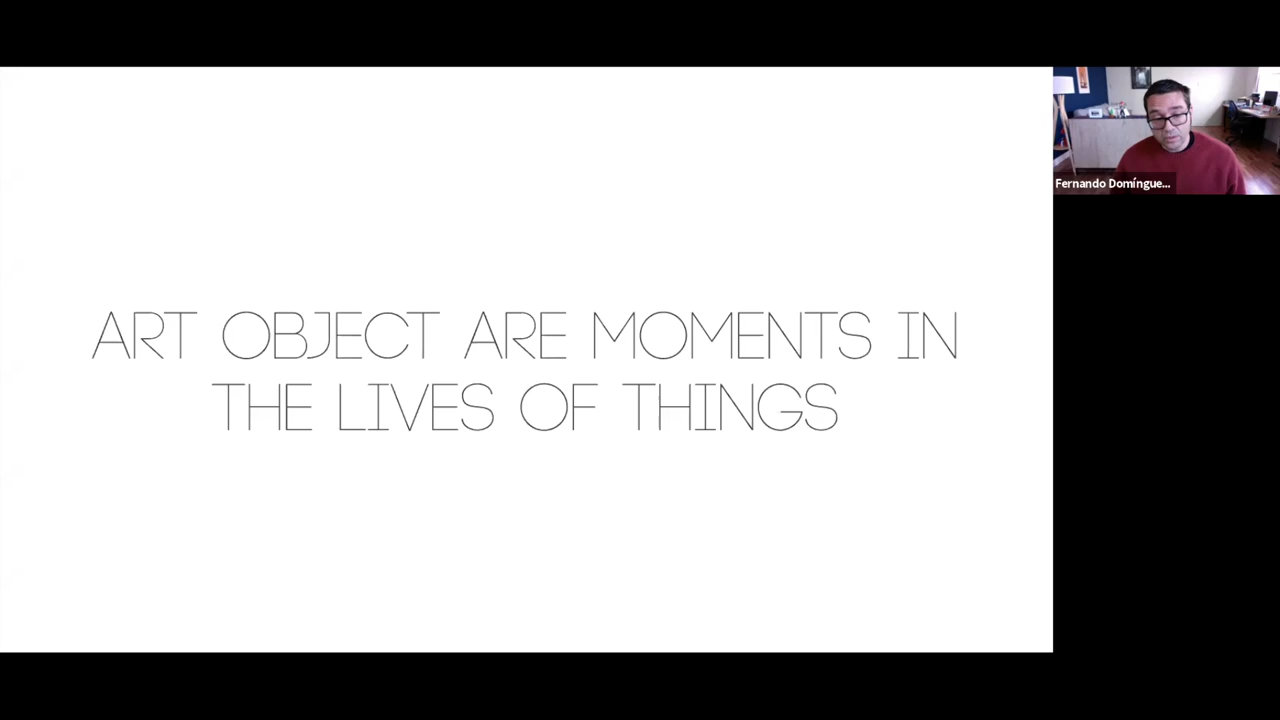 ART OBJECT ARE MOMENTS IN
THE LIVES OF THINGS
Fernando Domíngue...